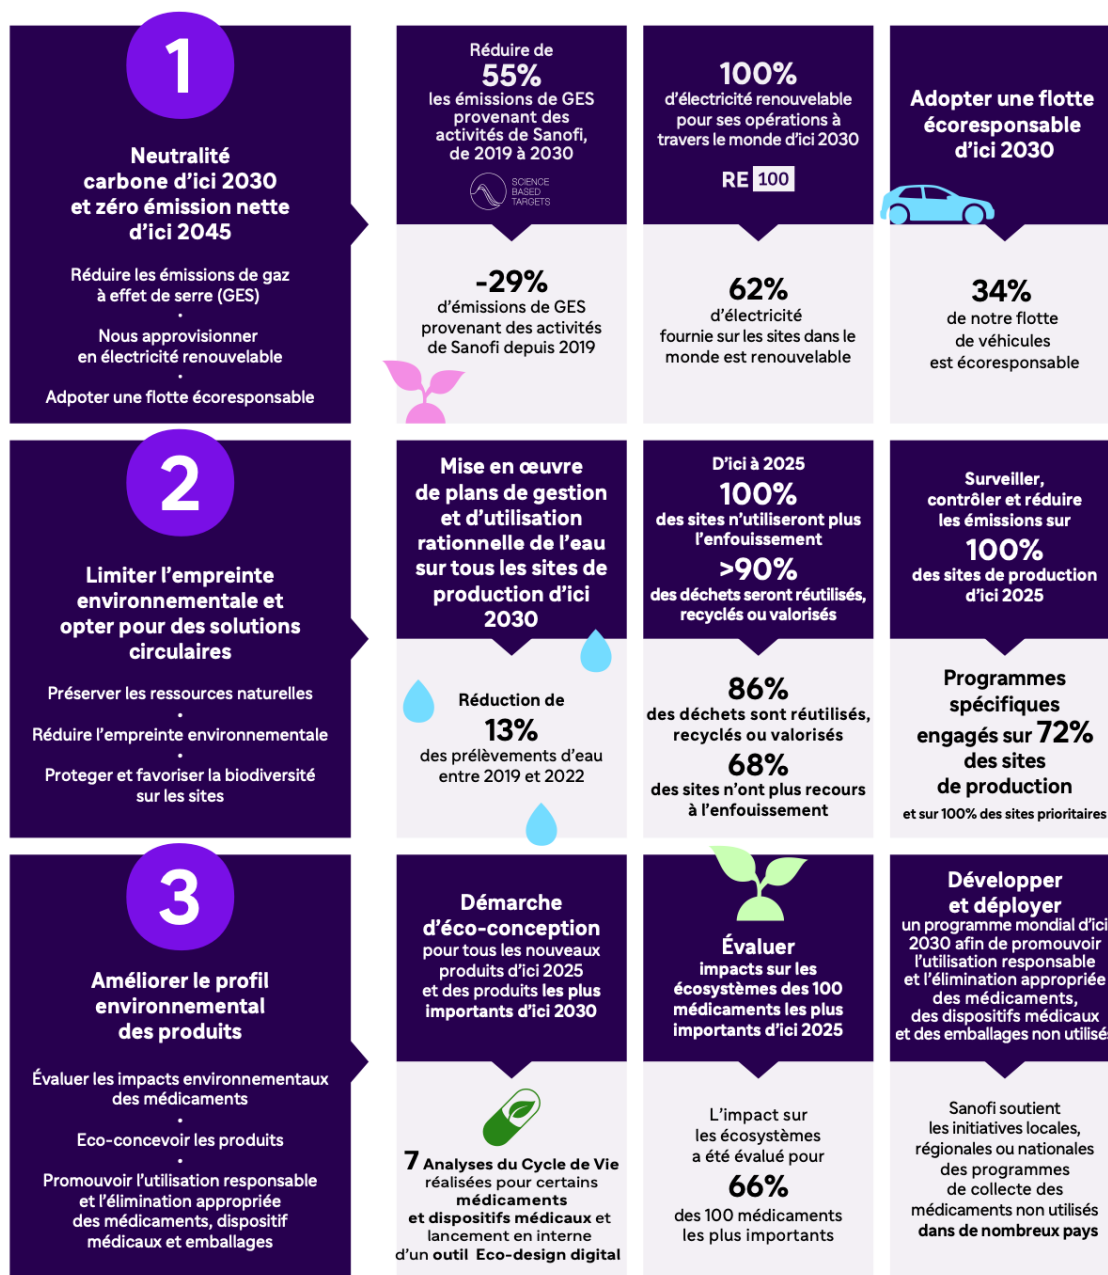 1
Neutralité
carbone d'ici 2030
et zéro émission nette
d'ici 2045
Réduire les émissions de gaz
à effet de serre (GES)
•
Nous approvisionner
en électricité renouvelable
•
Adpoter une flotte écoresponsable
Réduire de
55%
les émissions de GES
provenant des
activités de Sanofi,
de 2019 à 2030
SCIENCE
BASED
TARGETS
-29%
d'émissions de GES
provenant des activités
de Sanofi depuis 2019
100%
d'électricité renouvelable
pour ses opérations à
travers le monde d'ici 2030
RE 100
62%
d'électricité
fournie sur les sites dans le
monde est renouvelable
Adopter une flotte
écoresponsable
d'ici 2030
34%
de notre flotte
de véhicules
est écoresponsable
2
Limiter l'empreinte
environnementale et
opter pour des solutions
circulaires
Préserver les ressources naturelles
•
Réduire l'empreinte environnementale
•
Proteger et favoriser la biodiversité
sur les sites
Mise en œuvre
de plans de gestion
et d'utilisation
rationnelle de l'eau
sur tous les sites de
production d'ici
2030
Réduction de
13%
des prélèvements d'eau
entre 2019 et 2022
D'ici à 2025
100%
des sites n'utiliseront plus
l'enfouissement
>90%
des déchets seront réutilisés,
recyclés ou valorisés
86%
des déchets sont réutilisés,
recyclés ou valorisés
68%
des sites n'ont plus recours
à l'enfouissement
Surveiller,
contrôler et réduire
les émissions sur
100%
des sites de production
d'ici 2025
Programmes
spécifiques
engagés sur 72%
des sites
de production
et sur 100% des sites prioritaires
3
Améliorer le profil
environnemental
des produits
Évaluer les impacts environnementaux
des médicaments
•
Eco-concevoir les produits
•
Promouvoir l'utilisation responsable
et l'élimination appropriée
des médicaments, dispositif
médicaux et emballages
Démarche
d'éco-conception
pour tous les nouveaux
produits d'ici 2025
et des produits les plus
importants d'ici 2030
7 Analyses du Cycle de Vie
réalisées pour certains
médicaments
et dispositifs médicaux et
lancement en interne
d'un outil Eco-design digital
Évaluer
impacts sur les
écosystèmes des 100
médicaments les plus
importants d'ici 2025
L'impact sur
les écosystèmes
a été évalué pour
66%
des 100 médicaments
les plus importants
Développer
et déployer
un programme mondial d'ici
2030 afin de promouvoir
l'utilisation responsable
et l'élimination appropriée
des médicaments,
des dispositifs médicaux
et des emballages non utilisés
Sanofi soutient
les initiatives locales,
régionales ou nationales
des programmes
de collecte des
médicaments non utilisés
dans de nombreux pays